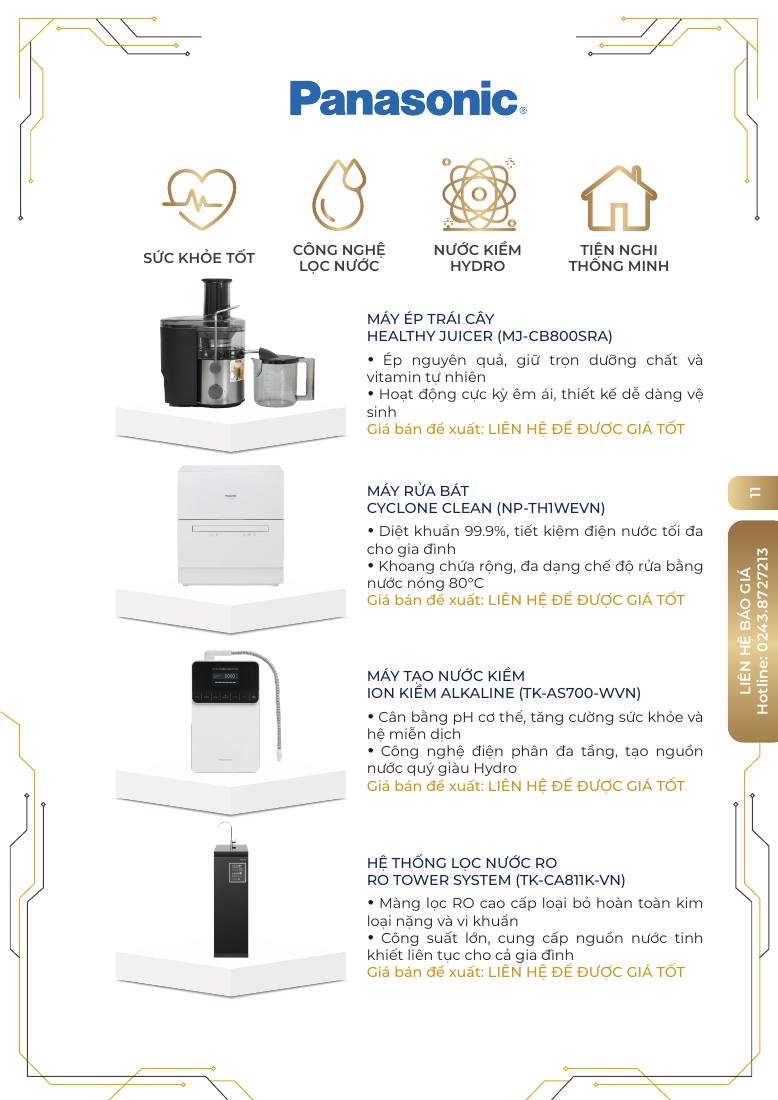 Panasonic®
SỨC KHỎE TỐT
CÔNG NGHỆ
LỌC NƯỚC
NƯỚC KIỀM
HYDRO
TIỆN NGHI
THÔNG MINH
MÁY ÉP TRÁI CÂY
HEALTHY JUICER (MJ-CB800SRA)
• Ép nguyên quả, giữ trọn dưỡng chất và
vitamin tự nhiên
• Hoạt động cực kỳ êm ái, thiết kế dễ dàng vệ
sinh
Giá bán đề xuất: LIÊN HỆ ĐỂ ĐƯỢC GIÁ TỐT
MÁY RỬA BÁT
CYCLONE CLEAN (NP-TH1WEVN)
• Diệt khuẩn 99.9%, tiết kiệm điện nước tối đa
cho gia đình
• Khoang chứa rộng, đa dạng chế độ rửa bằng
nước nóng 80°C
Giá bán đề xuất: LIÊN HỆ ĐỂ ĐƯỢC GIÁ TỐT
11
LIÊN HỆ BÁO GIÁ
Hotline: 0243.8727213
MÁY TẠO NƯỚC KIỀM
ION KIỀM ALKALINE (TK-AS700-WVN)
• Cân bằng pH cơ thể, tăng cường sức khỏe và
hệ miễn dịch
• Công nghệ điện phân đa tầng, tạo nguồn
nước quý giàu Hydro
Giá bán đề xuất: LIÊN HỆ ĐỂ ĐƯỢC GIÁ TỐT
HỆ THỐNG LỌC NƯỚC RO
RO TOWER SYSTEM (TK-CA811K-VN)
• Màng lọc RO cao cấp loại bỏ hoàn toàn kim
loại nặng và vi khuẩn
• Công suất lớn, cung cấp nguồn nước tinh
khiết liên tục cho cả gia đình
Giá bán đề xuất: LIÊN HỆ ĐỂ ĐƯỢC GIÁ TỐT